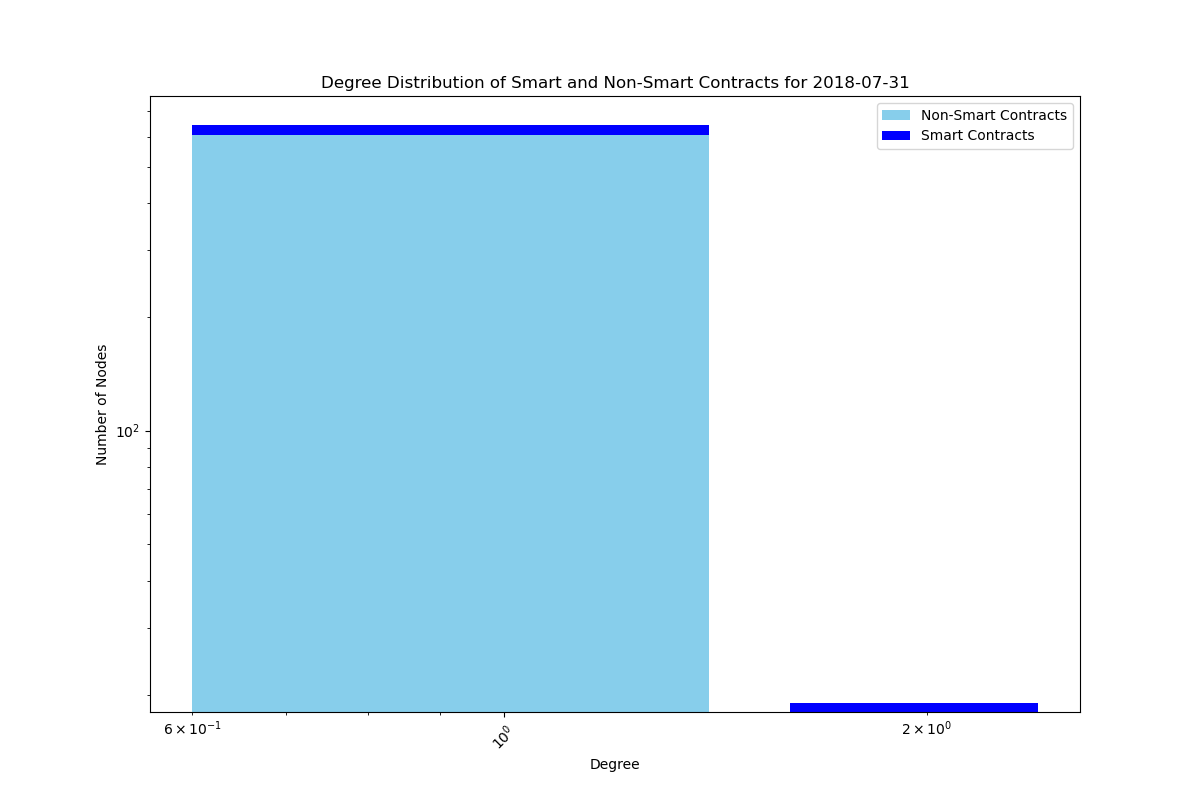 Degree Distribution of Smart and Non-Smart Contracts for 2018-07-31
Non-Smart Contracts
Smart Contracts
Number of Nodes
10²
6 × 10⁻¹
10⁰
2 × 10⁰
Degree